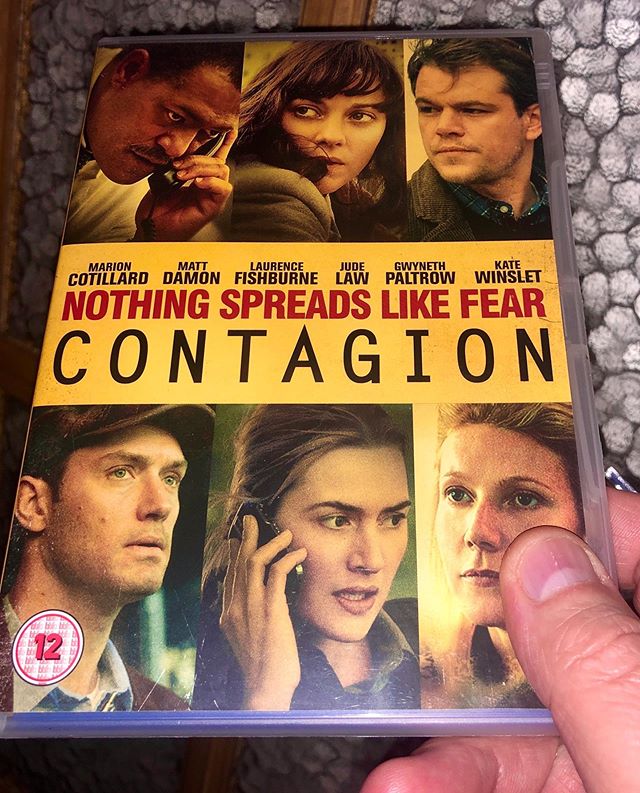 MARION COTILLARD MATT DAMON LAURENCE FISHBURNE JUDE LAW GWYNETH PALTROW KATE WINSLET
NOTHING SPREADS LIKE FEAR
CONTAGION
12